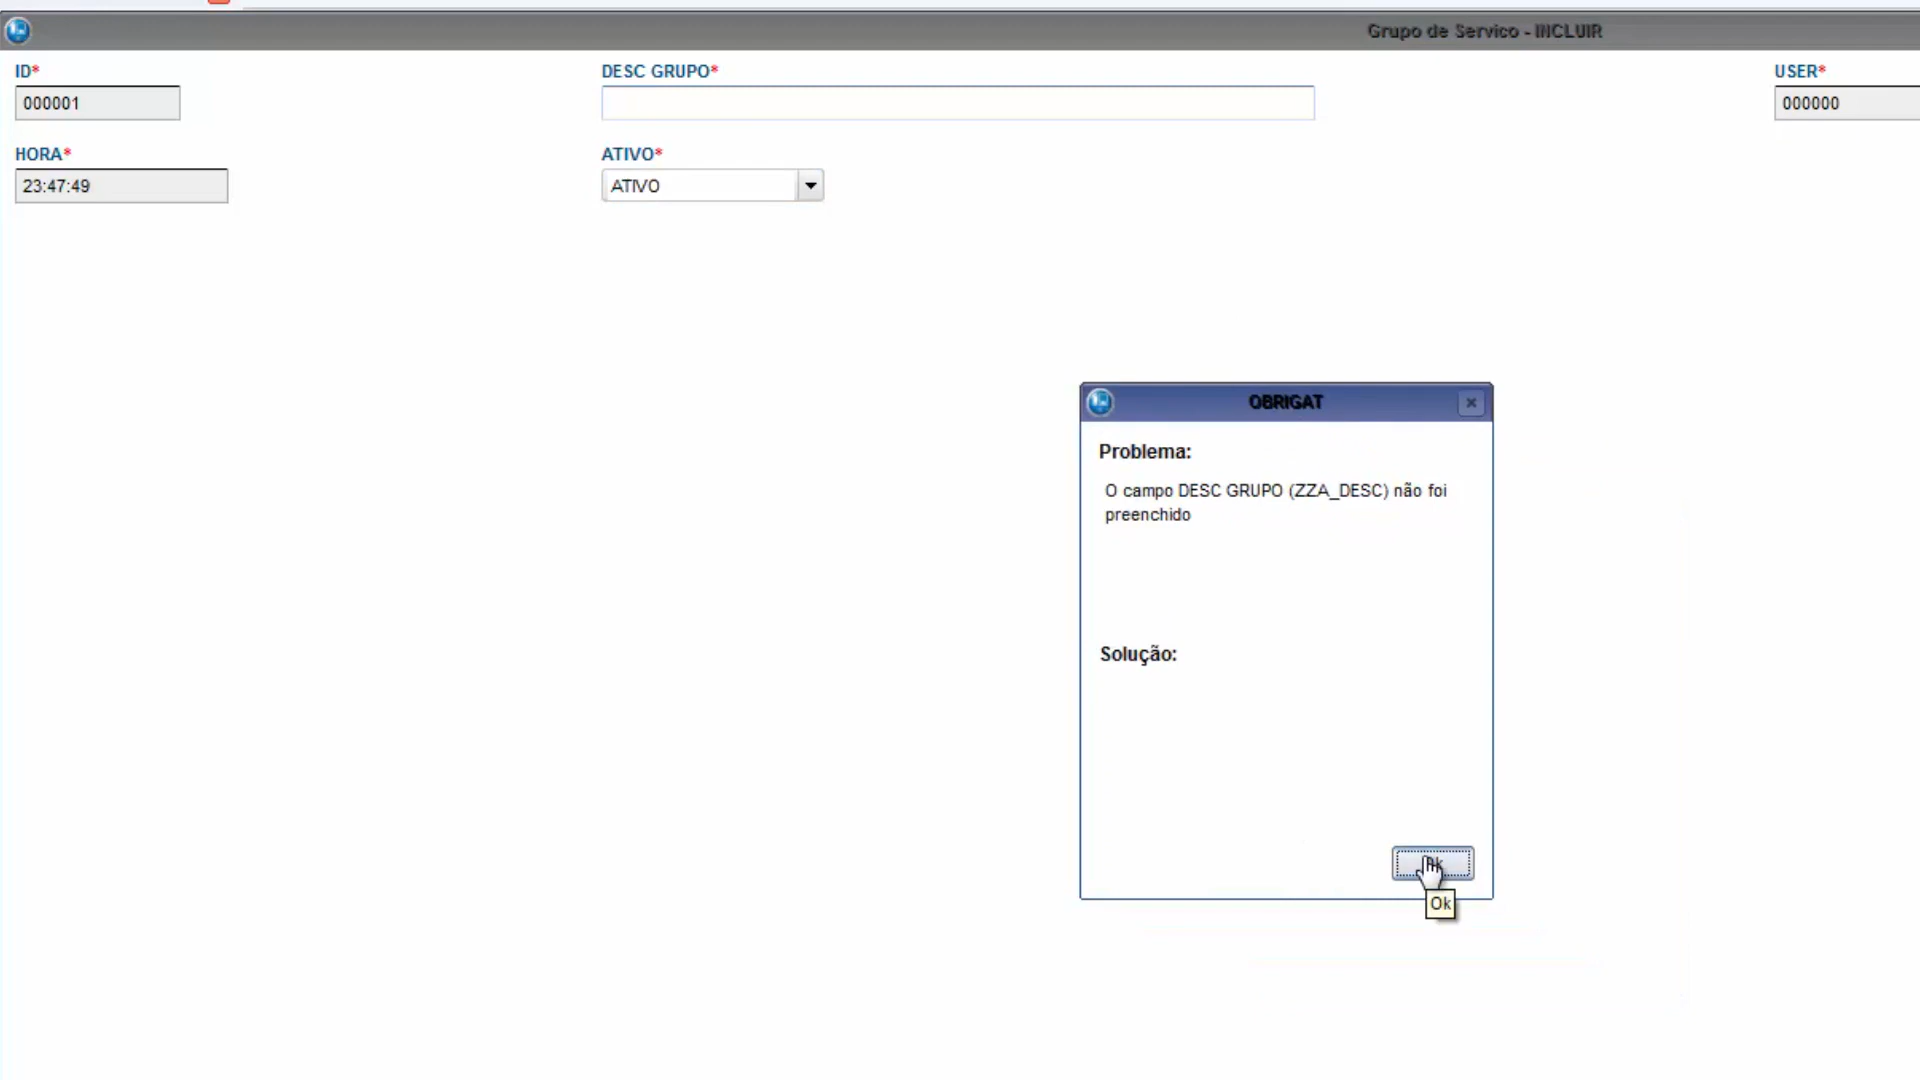 Grupo de Servico - INCLUIR
ID*
DESC GRUPO*
USER*
000001
000000
HORA*
ATIVO*
23:47:49
ATIVO
OBRIGAT
Problema:
O campo DESC GRUPO (ZZA_DESC) não foi
preenchido
Solução:
Ok
Ok